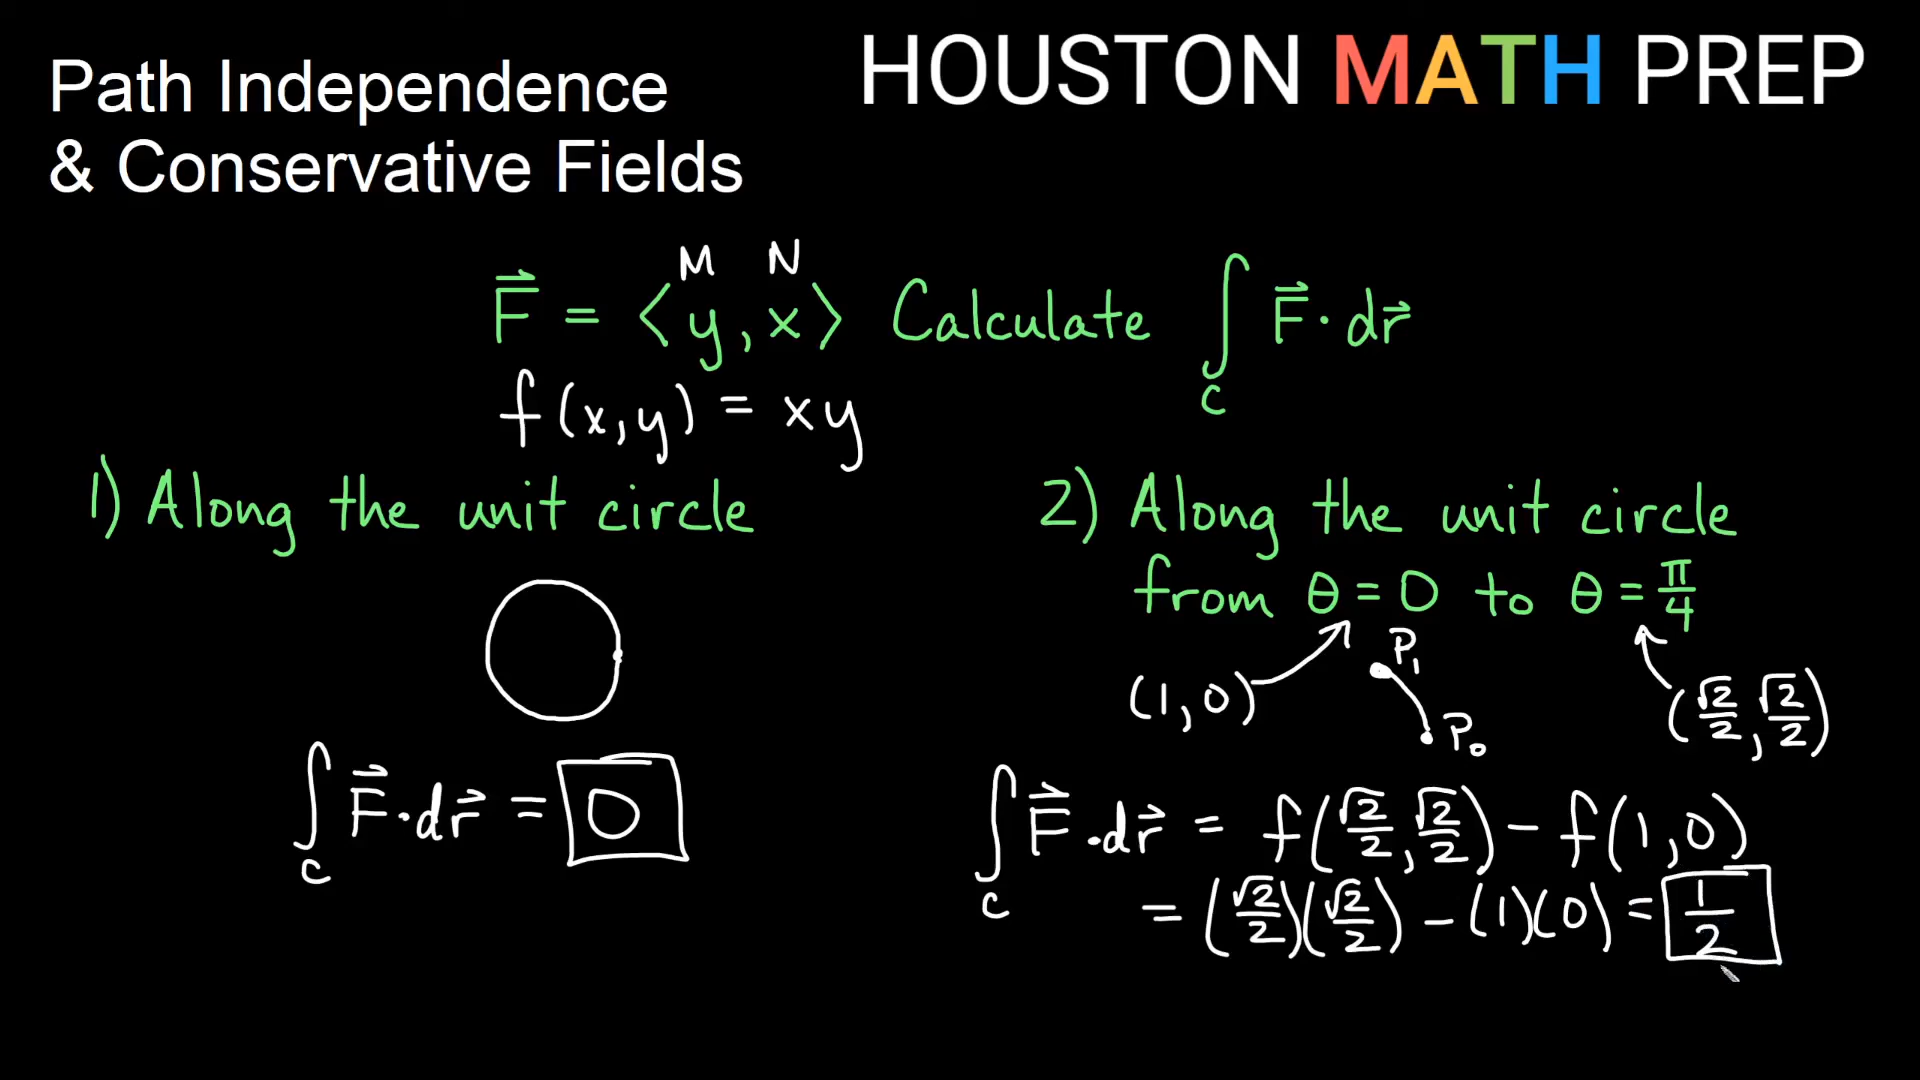 Path Independence
& Conservative Fields
HOUSTON MATH PREP
M N
F⃗ = ⟨y, x⟩ Calculate ∫_C F⃗ · dr⃗
f(x,y) = xy
1) Along the unit circle
∫_C F⃗ · dr⃗ = 0
2) Along the unit circle
from θ = 0 to θ = π/4
(1,0) P₁ P₀ (√2/2, √2/2)
∫_C F⃗ · dr⃗ = f(√2/2, √2/2) − f(1,0)
= (√2/2)(√2/2) − (1)(0) = 1/2